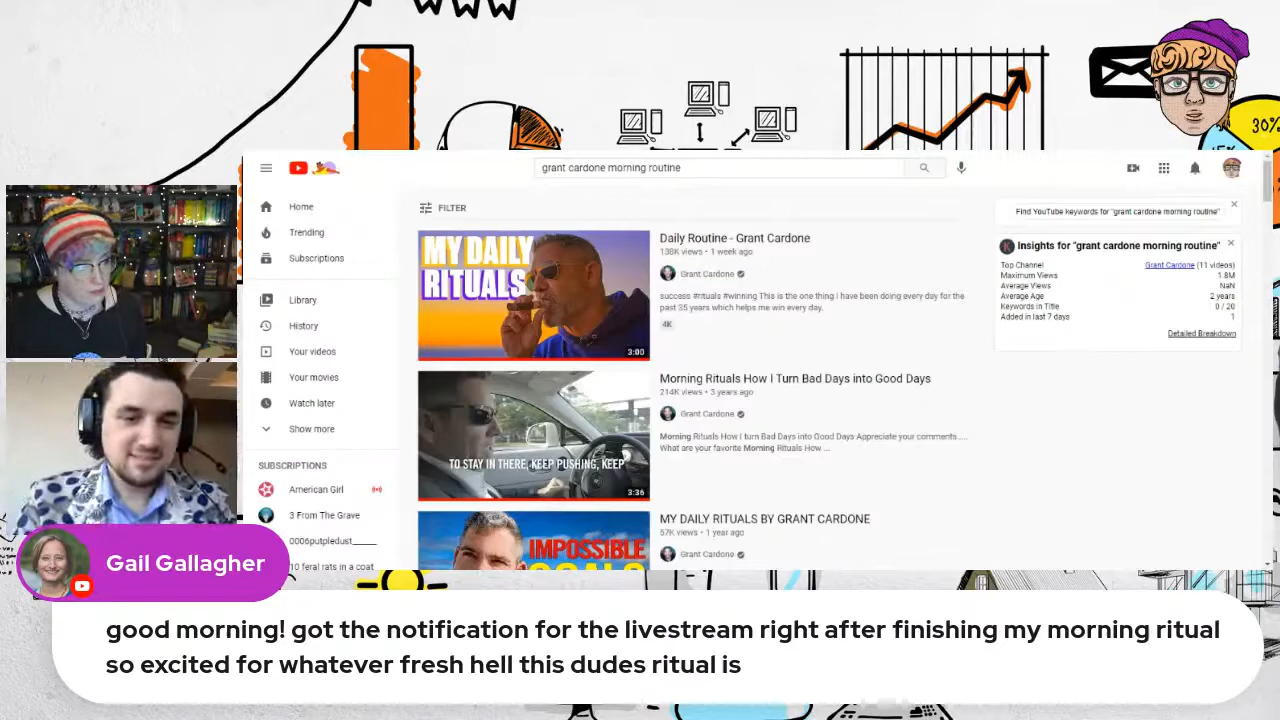 WWW
30%
grant cardone morning routine
Home
Trending
Subscriptions
Library
History
Your videos
Your movies
Watch later
Show more
SUBSCRIPTIONS
American Girl
3 From The Grave
0006putpledust____
10 feral rats in a coat
FILTER
MY DAILY
RITUALS
3:00
Daily Routine - Grant Cardone
138K views • 1 week ago
Grant Cardone
success #rituals #winning This is the one thing I have been doing every day for the
past 35 years which helps me win every day.
4K
TO STAY IN THERE, KEEP PUSHING, KEEP
3:36
Morning Rituals How I Turn Bad Days into Good Days
214K views • 3 years ago
Grant Cardone
Morning Rituals How I turn Bad Days into Good Days Appreciate your comments.....
What are your favorite Morning Rituals How ...
IMPOSSIBLE
GOALS
MY DAILY RITUALS BY GRANT CARDONE
57K views • 1 year ago
Grant Cardone
Find YouTube keywords for "grant cardone morning routine"
K
Insights for "grant cardone morning routine"
Top Channel Grant Cardone (11 videos)
Maximum Views 1.8M
Average Views NaN
Average Age 2 years
Keywords in Title 0 / 20
Added in last 7 days 1
Detailed Breakdown
Gail Gallagher
good morning! got the notification for the livestream right after finishing my morning ritual
so excited for whatever fresh hell this dudes ritual is